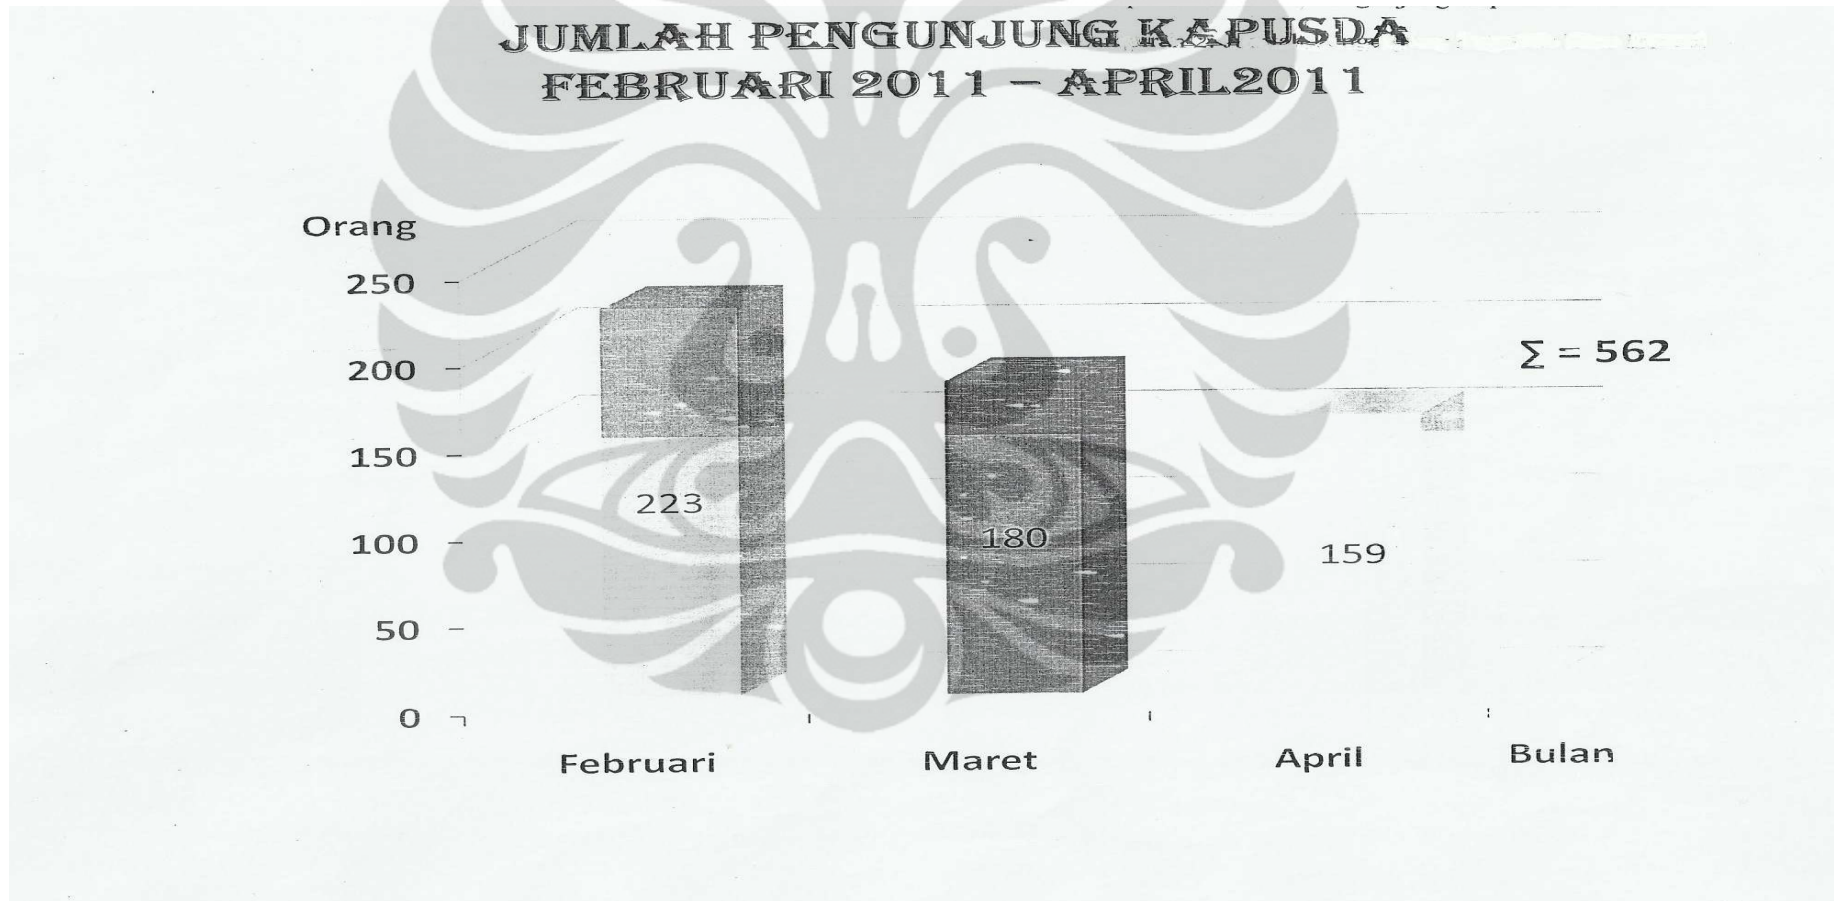 JUMLAH PENGUNJUNG KAPUSDA
FEBRUARI 2011 – APRIL2011
Orang
250
200
150
100
50
0
223
180
159
∑ = 562
Februari
Maret
April
Bulan